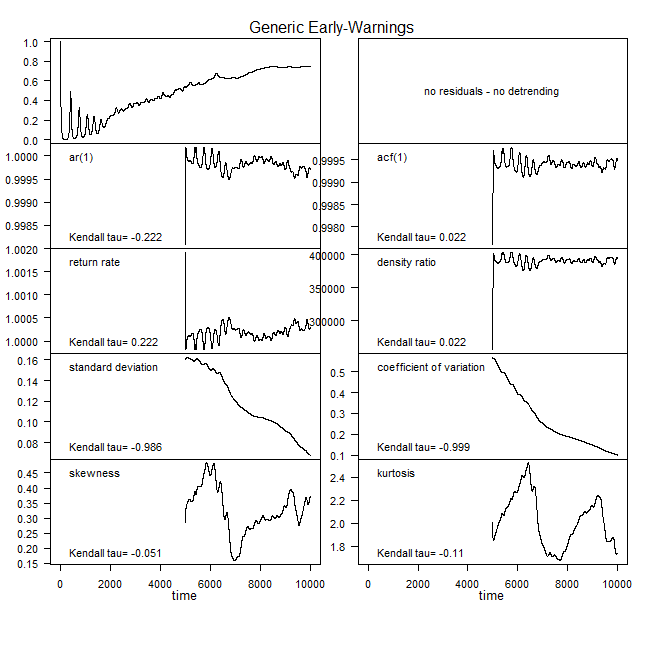 Generic Early-Warnings
1.0
0.8
0.6
0.4
0.2
0.0
no residuals - no detrending
ar(1)
1.0000
0.9995
0.9990
0.9985
Kendall tau= -0.222
acf(1)
0.9995
0.9990
0.9985
0.9980
Kendall tau= 0.022
return rate
1.0020
1.0015
1.0010
1.0005
1.0000
Kendall tau= 0.222
density ratio
400000
350000
300000
Kendall tau= 0.022
standard deviation
0.16
0.14
0.12
0.10
0.08
Kendall tau= -0.986
coefficient of variation
0.5
0.4
0.3
0.2
0.1
Kendall tau= -0.999
skewness
0.45
0.40
0.35
0.30
0.25
0.20
0.15
Kendall tau= -0.051
kurtosis
2.4
2.2
2.0
1.8
Kendall tau= -0.11
0 2000 4000 6000 8000 10000
time
0 2000 4000 6000 8000 10000
time